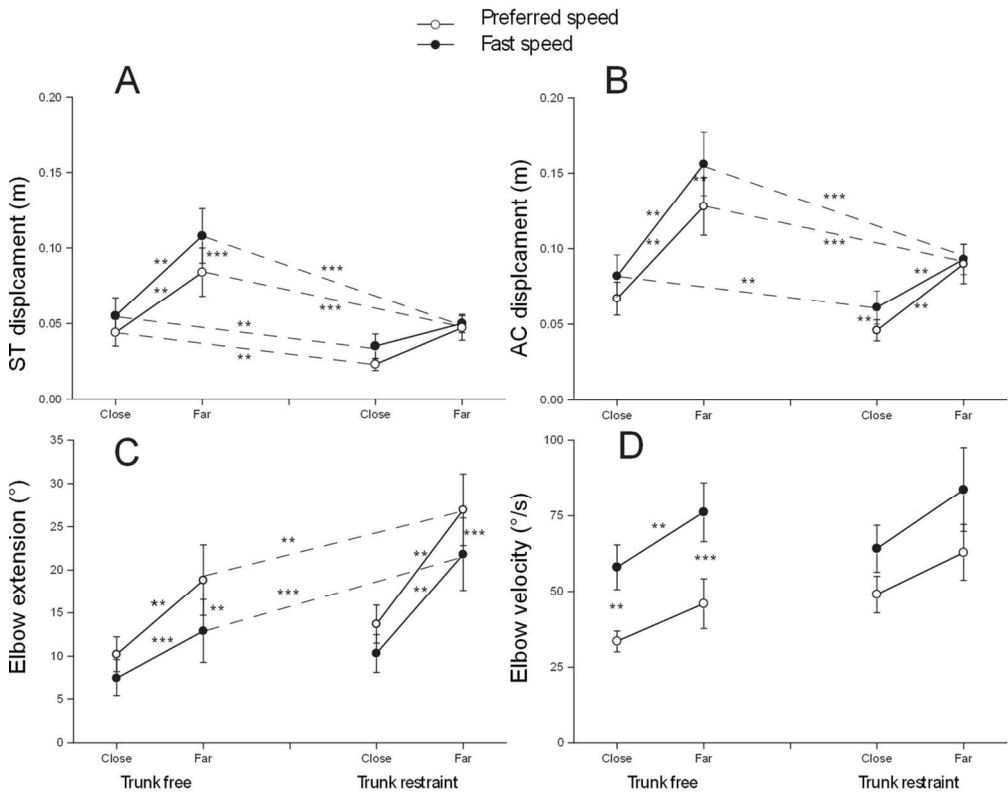 Preferred speed
Fast speed
A
B
0.20
0.15
0.10
0.05
0.00
ST displcament (m)
** ** *** *** *** ** **
Close Far Close Far
0.20
0.15
0.10
0.05
0.00
AC displcament (m)
** ** ** *** *** ** ** ** **
Close Far Close Far
C
D
35
30
25
20
15
10
5
0
Elbow extension (°)
** *** ** ** *** ** ** ***
Close Far Close Far
Trunk free Trunk restraint
100
75
50
25
0
Elbow velocity (°/s)
** ** ***
Close Far Close Far
Trunk free Trunk restraint